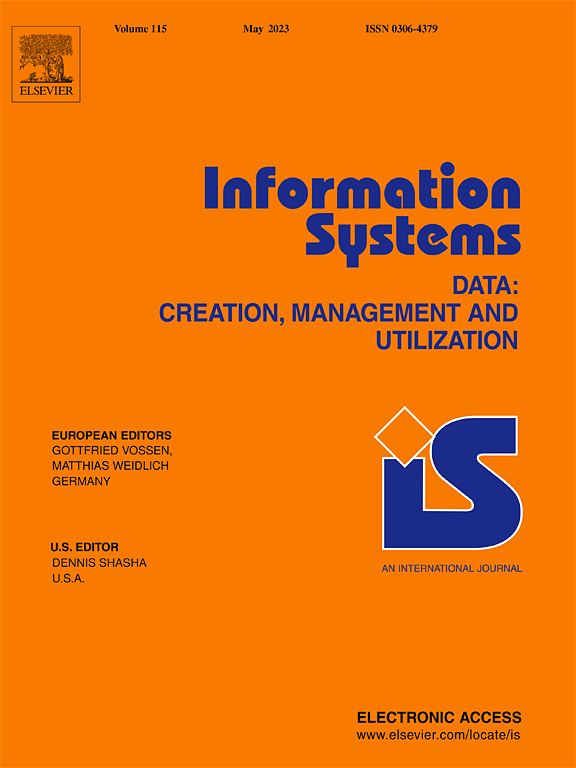 Volume 115 May 2023 ISSN 0306-4379
ELSEVIER
Information
Systems
DATA:
CREATION, MANAGEMENT AND
UTILIZATION
EUROPEAN EDITORS
GOTTFRIED VOSSEN,
MATTHIAS WEIDLICH
GERMANY
U.S. EDITOR
DENNIS SHASHA
U.S.A.
iS
AN INTERNATIONAL JOURNAL
ELECTRONIC ACCESS
www.elsevier.com/locate/is